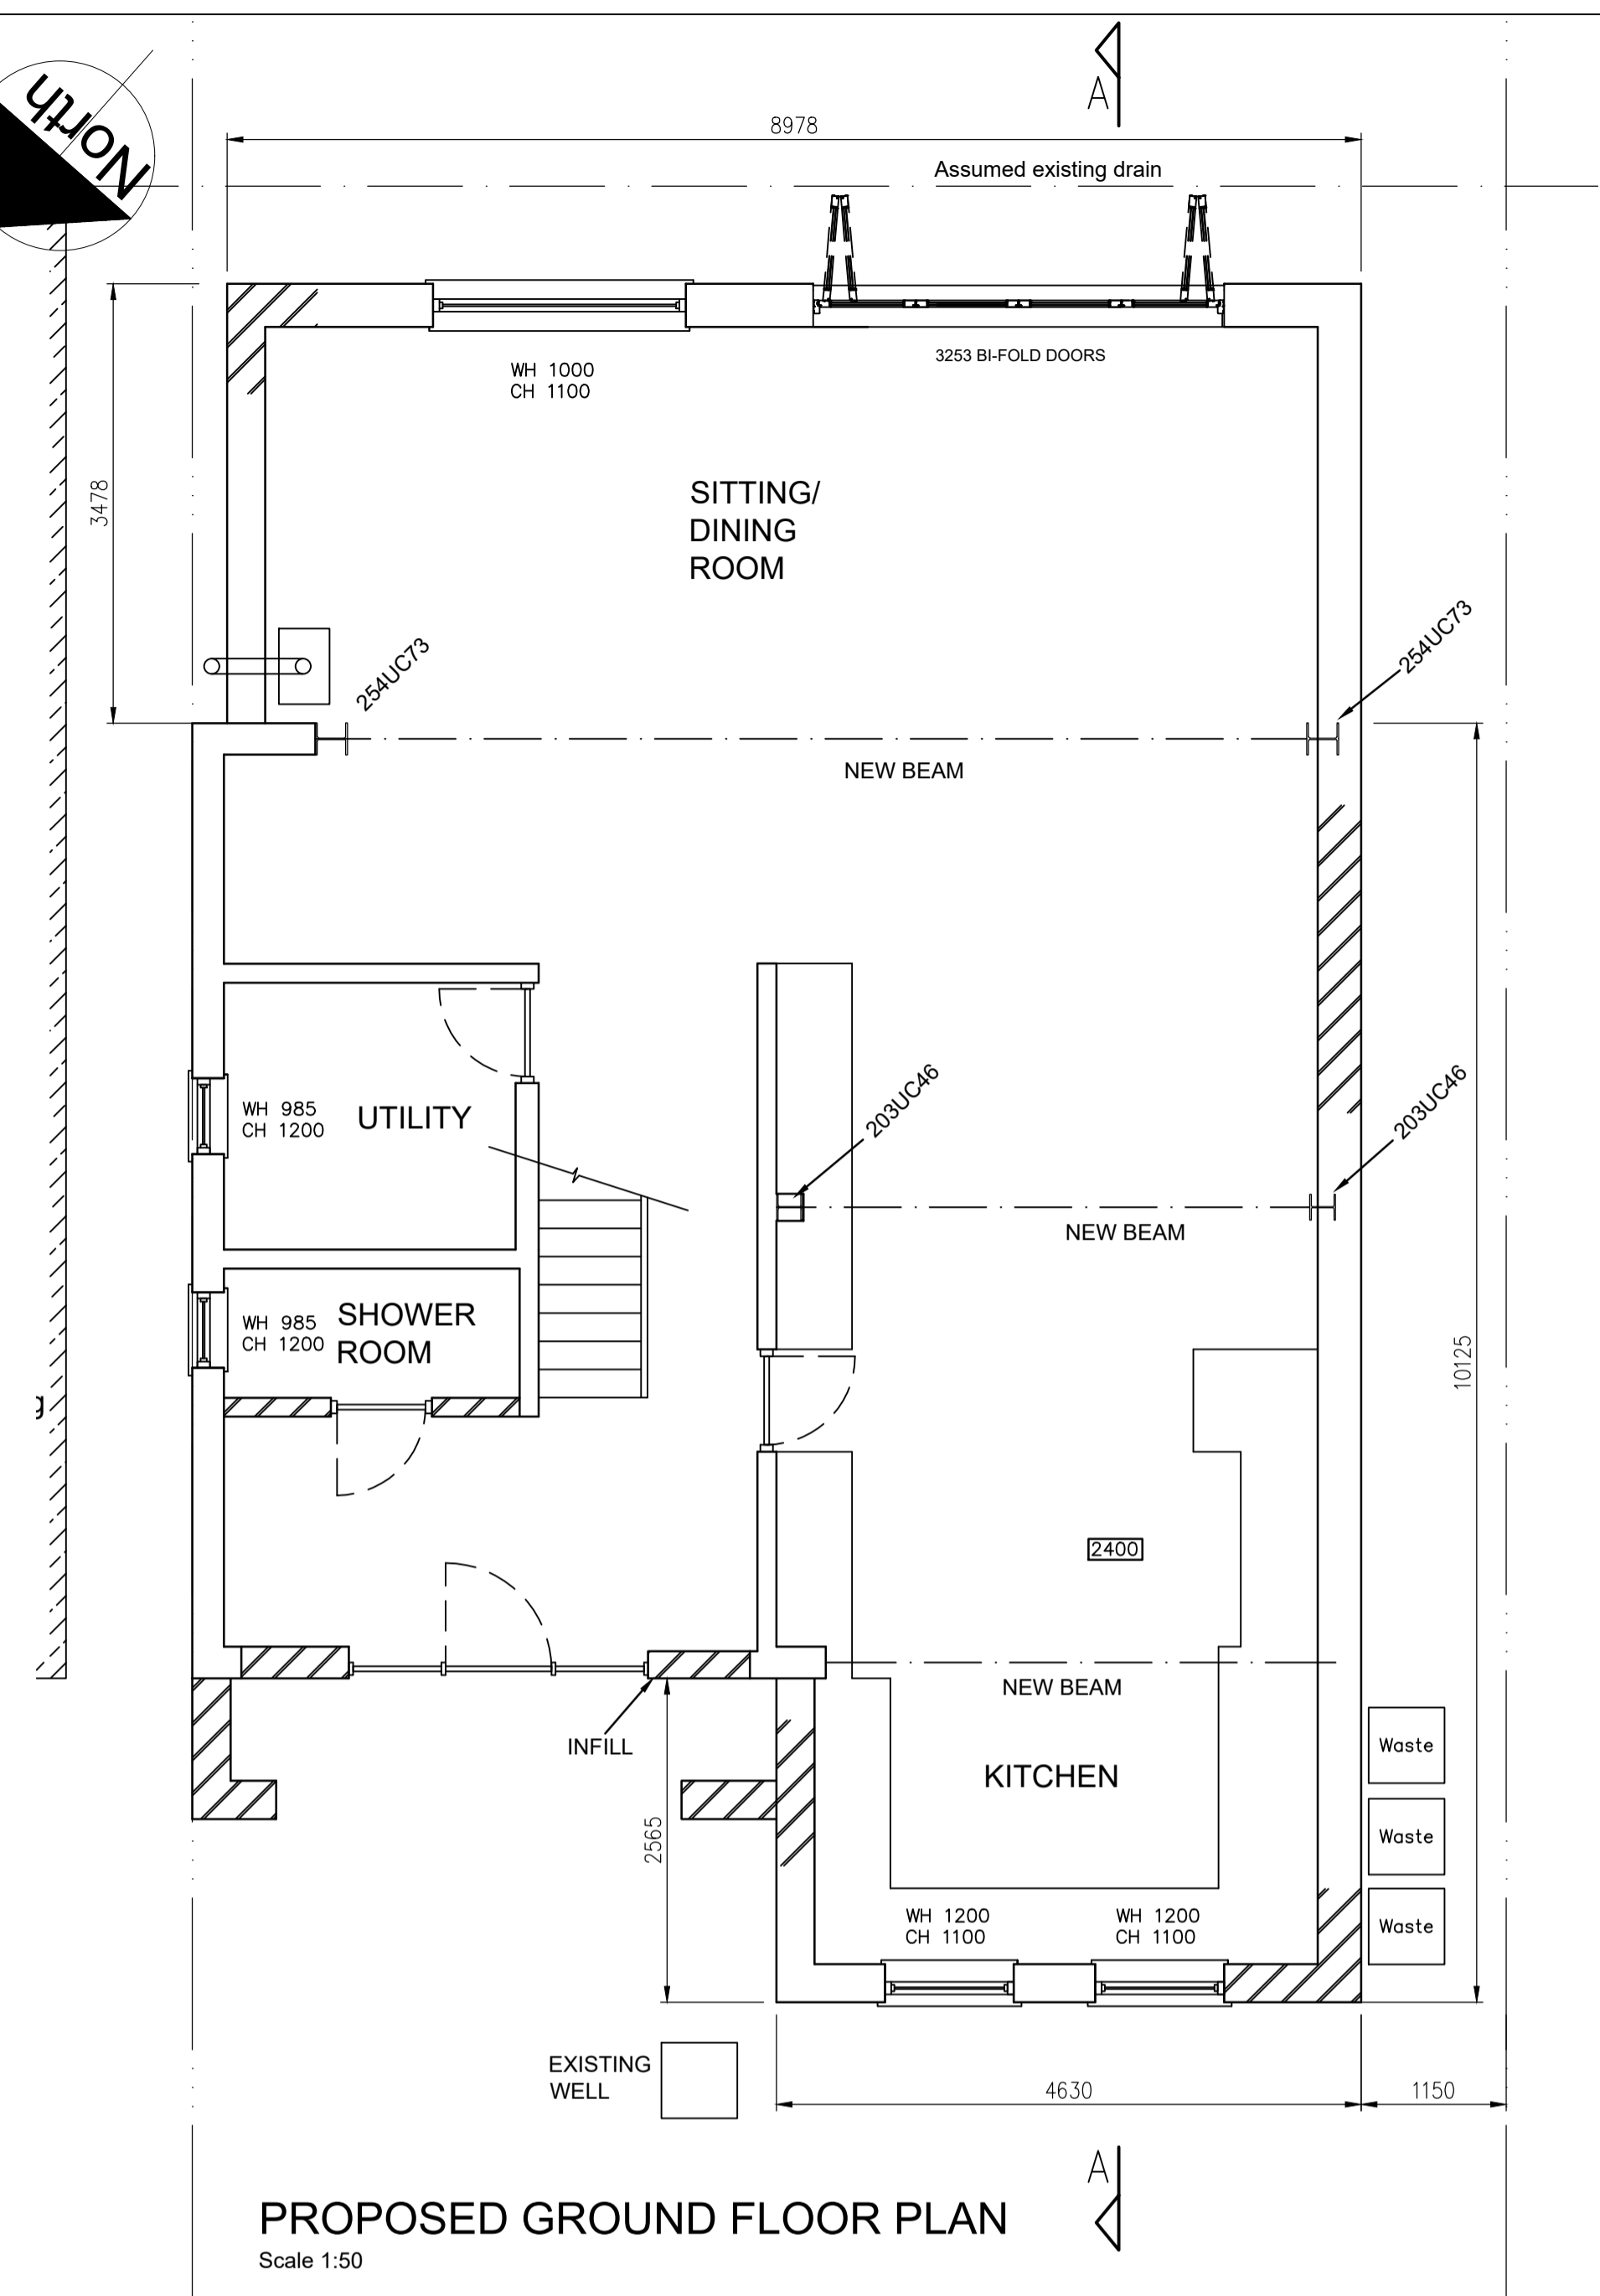 North
A
8978
Assumed existing drain
3253 BI-FOLD DOORS
WH 1000
CH 1100
SITTING/
DINING
ROOM
3478
254UC73
254UC73
NEW BEAM
203UC46
203UC46
WH 985
CH 1200
UTILITY
NEW BEAM
WH 985
CH 1200
SHOWER
ROOM
10125
g
2400
NEW BEAM
INFILL
Waste
KITCHEN
2565
Waste
WH 1200
CH 1100
WH 1200
CH 1100
Waste
EXISTING
WELL
4630
1150
A
PROPOSED GROUND FLOOR PLAN
Scale 1:50